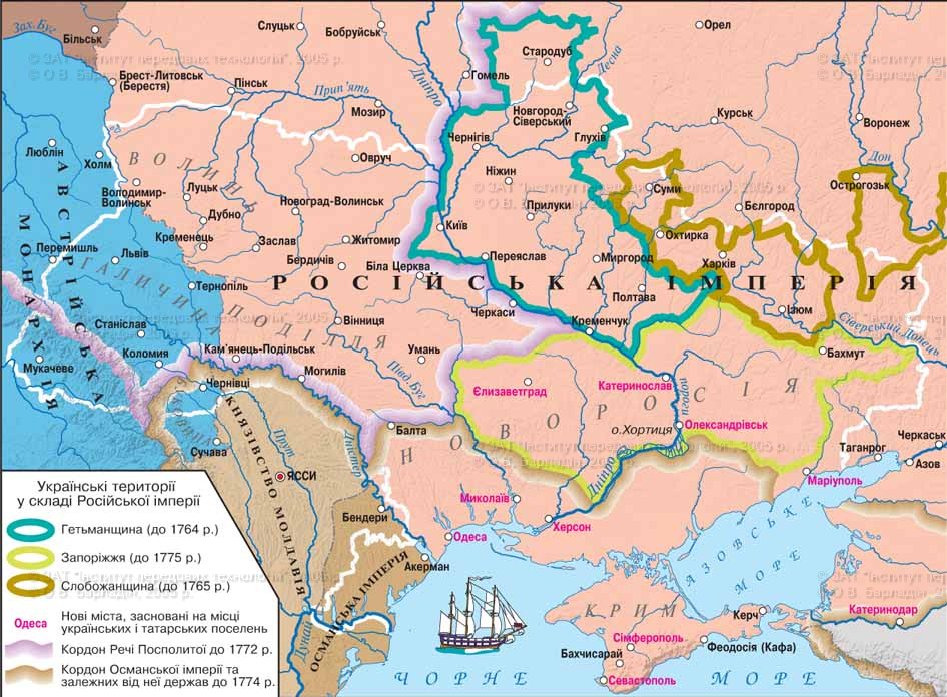 Зах. Буг
Більськ
Слуцьк
Бобруйськ
Орел
© ЗАТ "Інститут передових технологій", 2005 р.
© О.В. Барладін, 2005 р.
Брест-Литовськ
(Берестя)
Пінськ
Прип'ять
Мозир
Дніпро
Гомель
Стародуб
Десна
Новгород-
Сіверський
Чернігів
Глухів
Курськ
Воронеж
Дон
Люблін
Холм
ВОЛИНЬ
Овруч
Ніжин
Суми
Острогозьк
Володимир-
Волинськ
Луцьк
Дубно
Новоград-Волинськ
Прилуки
Бєлгород
Кременець
Заслав
Житомир
Київ
Охтирка
Перемишль
Львів
Бердичів
Біла Церква
Переяслав
Миргород
Харків
АВСТРІЙСЬКА
МОНАРХІЯ
РОСІЙСЬКА ІМПЕРІЯ
ГАЛИЧИНА
Тернопіль
ПОДІЛЛЯ
Полтава
Черкаси
Ізюм
Станіслав
Вінниця
Кременчук
Сіверський Донець
Коломия
Кам'янець-Подільськ
Умань
Бахмут
Мукачеве
Могилів
Півд. Буг
Чернівці
Єлизаветград
Катеринослав
пороги
НОВОРОСІЯ
БУКОВИНА
КНЯЗІВСТВО МОЛДАВІЯ
Балта
о.Хортиця
Олександрівськ
Сучава
Прут
Дністер
Дніпро
Таганрог
Черкаськ
Азов
ЯССИ
Маріуполь
Миколаїв
Бендери
Херсон
Одеса
Акерман
ОСМАНСЬКА ІМПЕРІЯ
Дунай
АЗОВСЬКЕ
МОРЕ
КРИМ
Керч
Катеринодар
Сімферополь
Феодосія (Кафа)
Бахчисарай
Севастополь
ЧОРНЕ МОРЕ
Українські території
у складі Російської імперії
Гетьманщина (до 1764 р.)
Запоріжжя (до 1775 р.)
Слобожанщина (до 1765 р.)
Одеса
Нові міста, засновані на місці
українських і татарських поселень
Кордон Речі Посполитої до 1772 р.
Кордон Османської імперії та
залежних від неї держав до 1774 р.